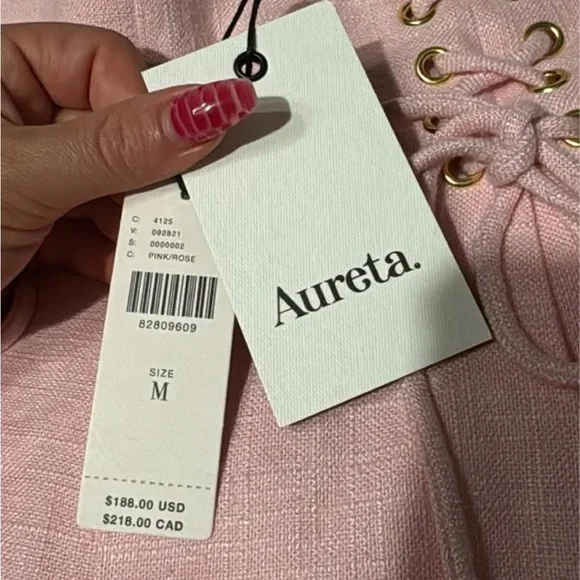 C: 4125
V: 092821
S: 0000002
C: PINK/ROSE
82809609
SIZE
M
$188.00 USD
$218.00 CAD
Aureta.